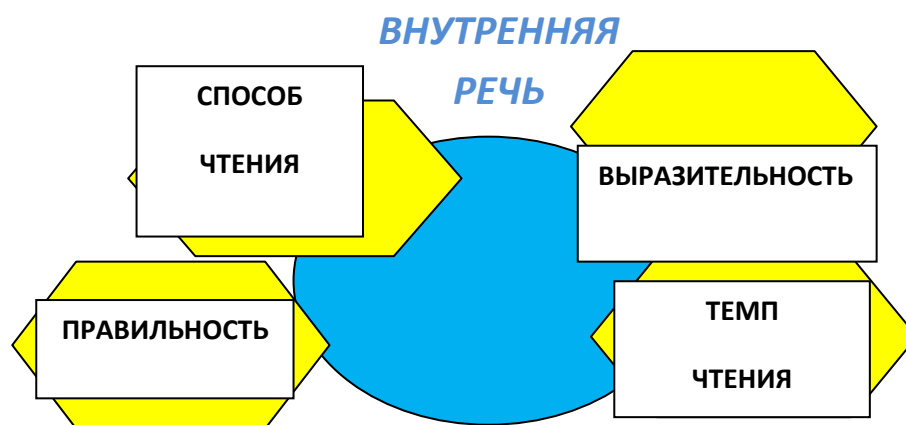 ВНУТРЕННЯЯ
РЕЧЬ
СПОСОБ
ЧТЕНИЯ
ВЫРАЗИТЕЛЬНОСТЬ
ПРАВИЛЬНОСТЬ
ТЕМП
ЧТЕНИЯ